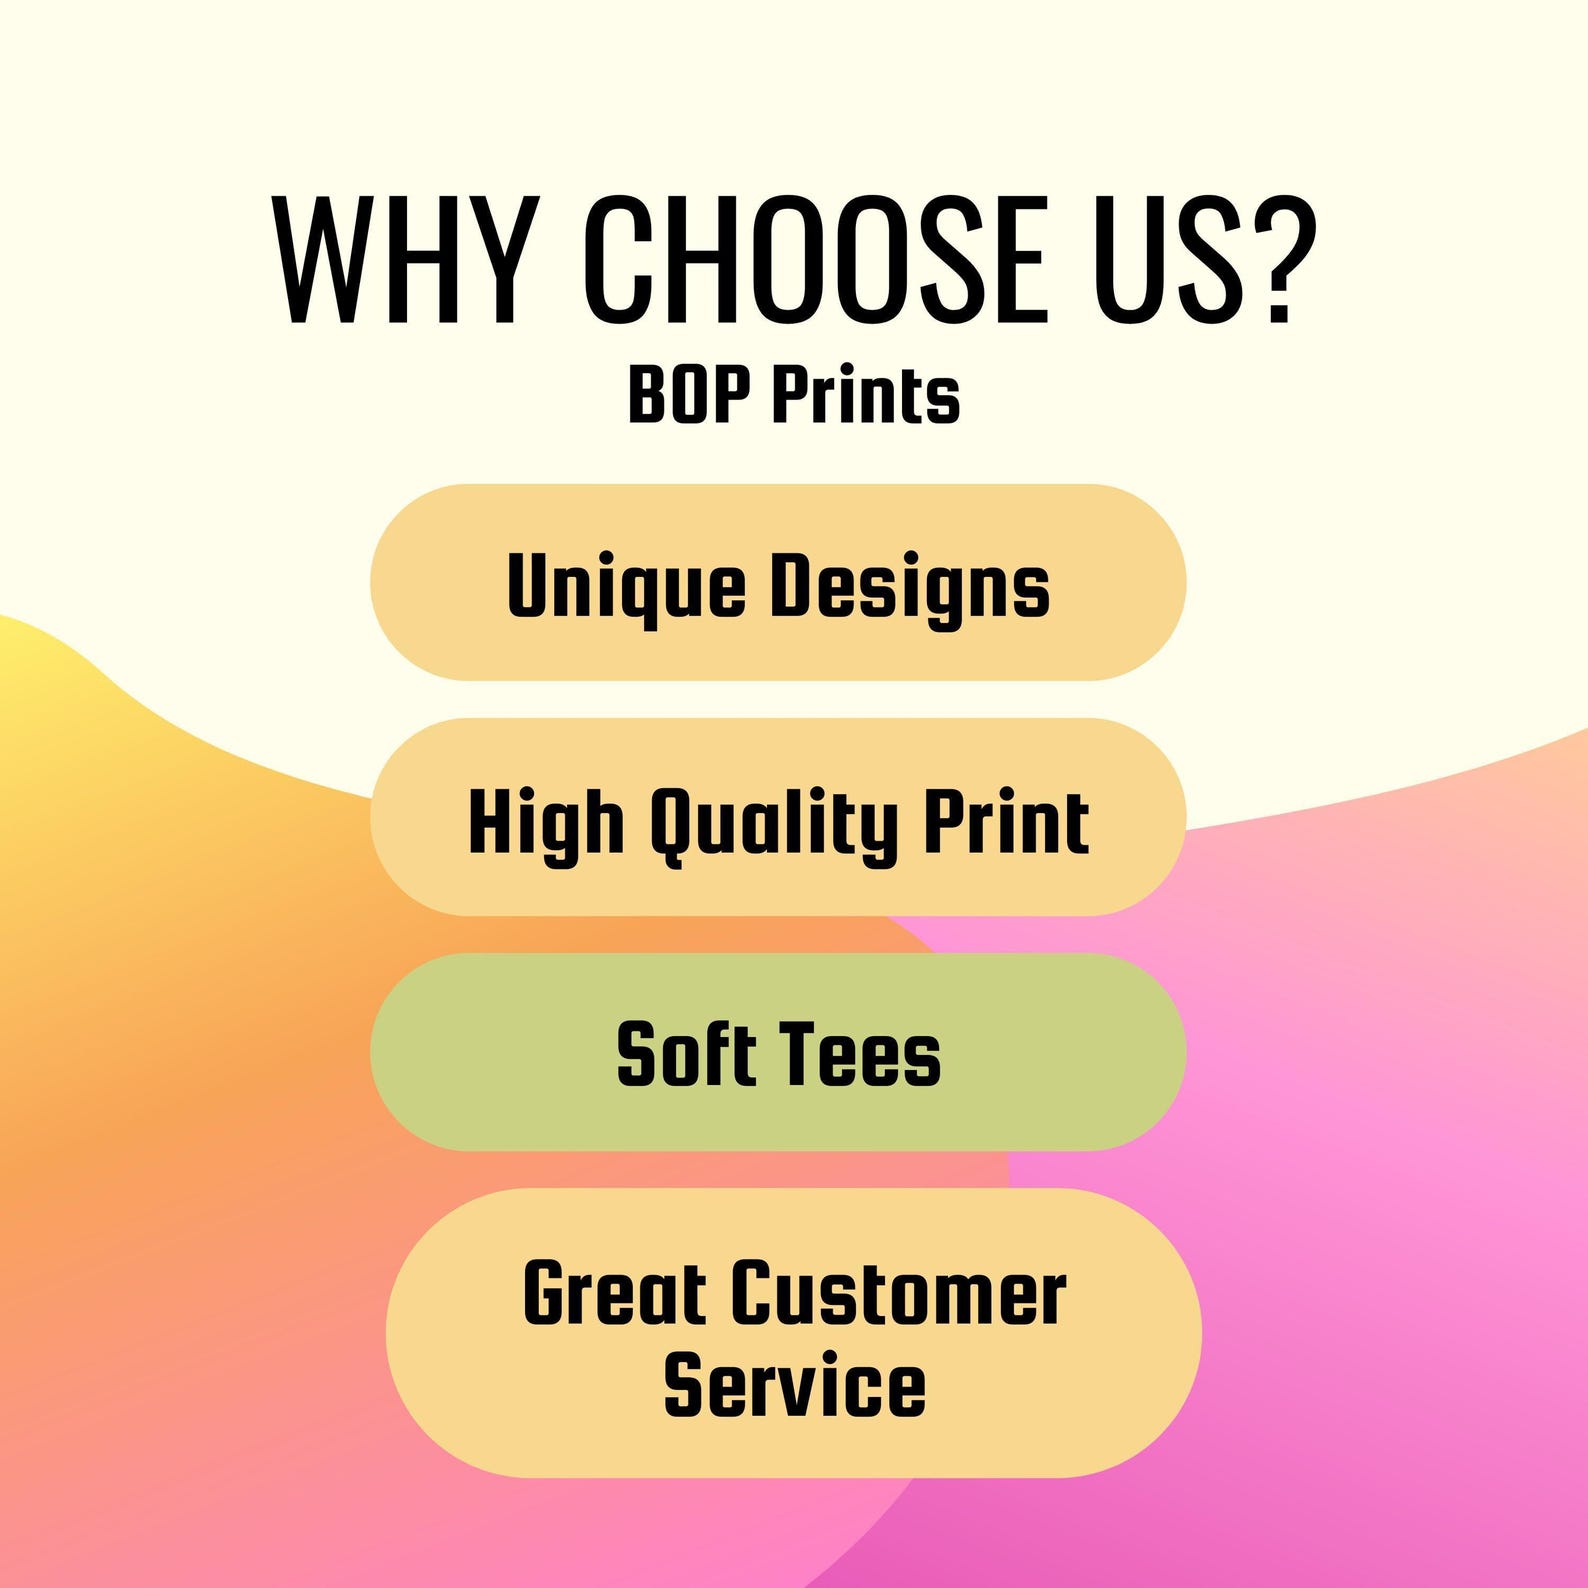 WHY CHOOSE US?
BOP Prints
Unique Designs
High Quality Print
Soft Tees
Great Customer
Service